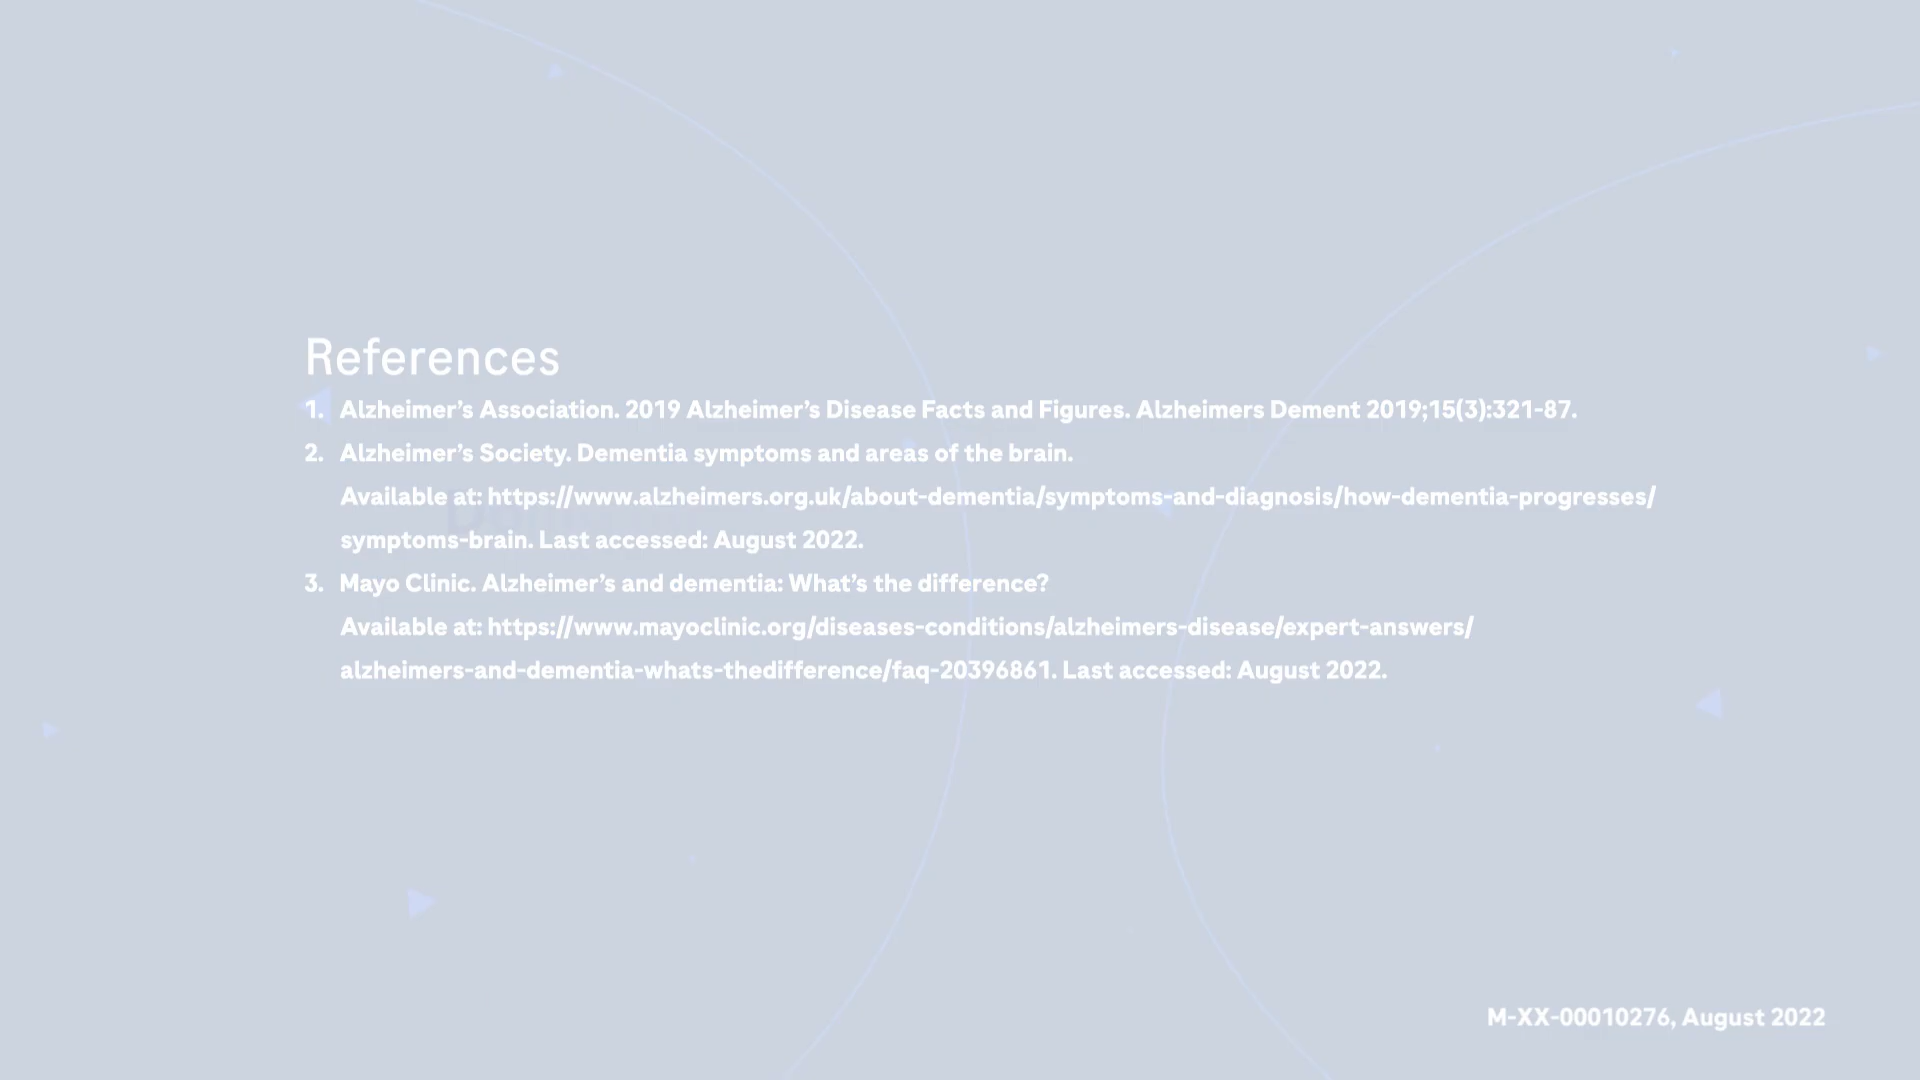 References
1. Alzheimer’s Association. 2019 Alzheimer’s Disease Facts and Figures. Alzheimers Dement 2019;15(3):321-87.
2. Alzheimer’s Society. Dementia symptoms and areas of the brain.
Available at: https://www.alzheimers.org.uk/about-dementia/symptoms-and-diagnosis/how-dementia-progresses/
symptoms-brain. Last accessed: August 2022.
3. Mayo Clinic. Alzheimer’s and dementia: What’s the difference?
Available at: https://www.mayoclinic.org/diseases-conditions/alzheimers-disease/expert-answers/
alzheimers-and-dementia-whats-thedifference/faq-20396861. Last accessed: August 2022.
M-XX-00010276, August 2022